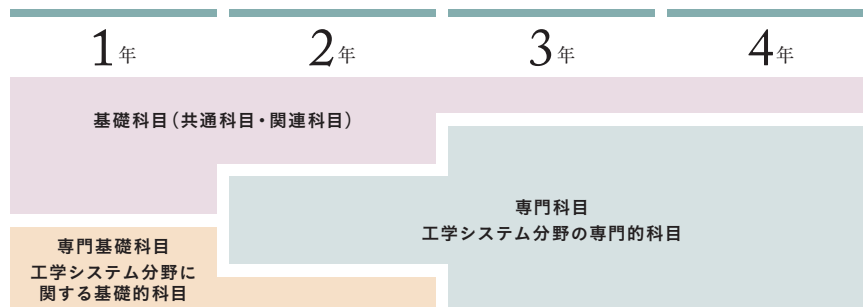 1年 2年 3年 4年
基礎科目(共通科目・関連科目)
専門科目
工学システム分野の専門的科目
専門基礎科目
工学システム分野に
関する基礎的科目